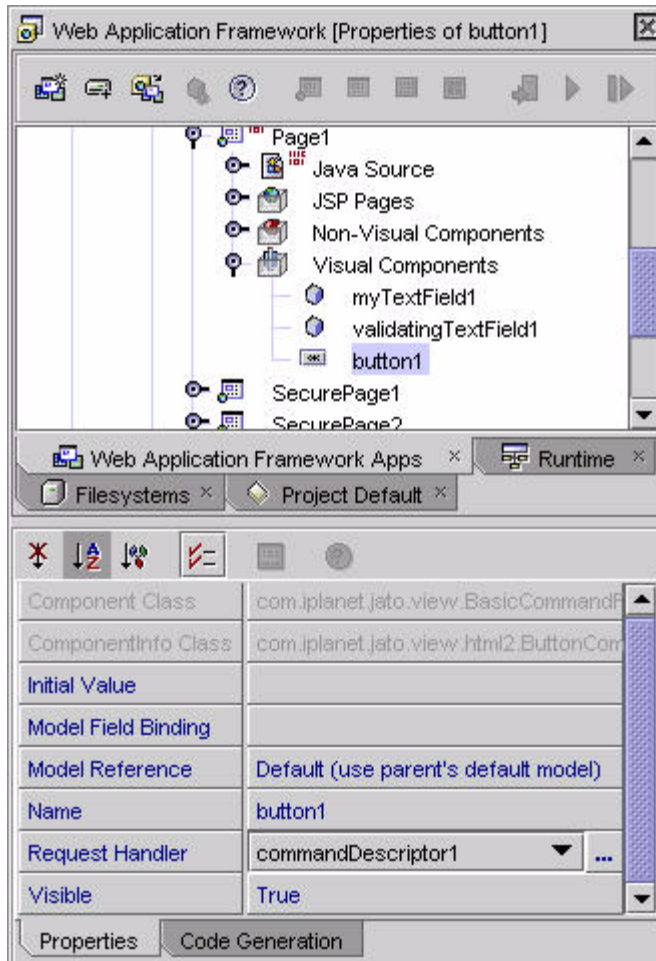 Web Application Framework [Properties of button1]
Page1
Java Source
JSP Pages
Non-Visual Components
Visual Components
myTextField1
validatingTextField1
button1
SecurePage1
SecurePage2
Web Application Framework Apps
Runtime
Filesystems
Project Default
Component Class com.iplanet.jato.view.BasicCommandF
ComponentInfo Class com.iplanet.jato.view.html2.ButtonCom
Initial Value
Model Field Binding
Model Reference Default (use parent's default model)
Name button1
Request Handler commandDescriptor1 ...
Visible True
Properties Code Generation